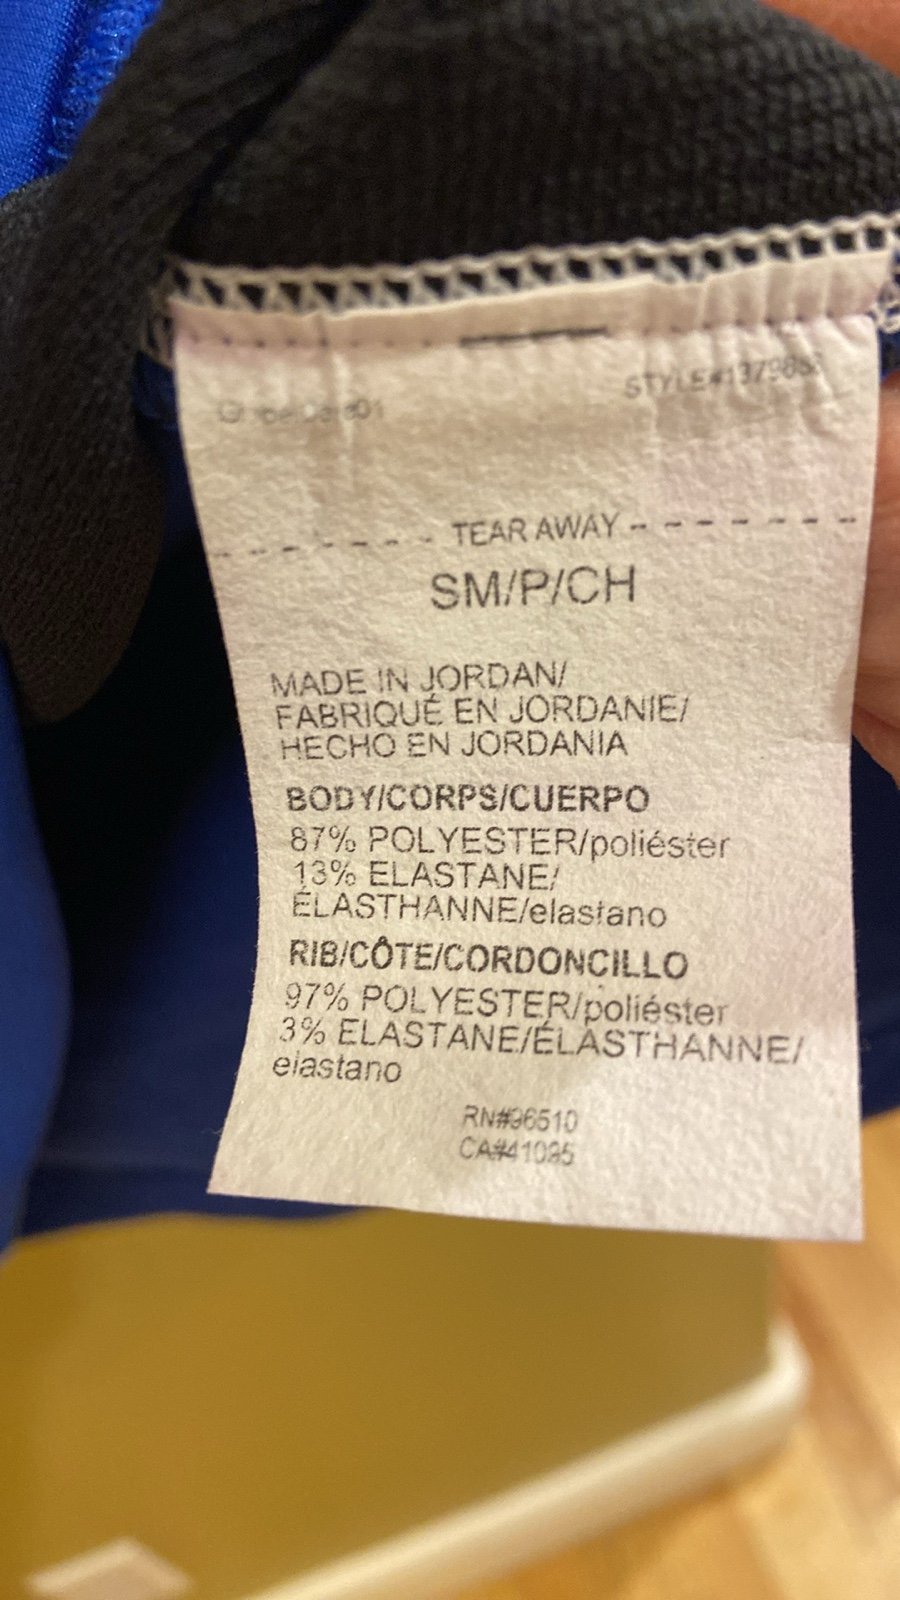 TEAR AWAY
SM/P/CH
MADE IN JORDAN/
FABRIQUÉ EN JORDANIE/
HECHO EN JORDANIA
BODY/CORPS/CUERPO
87% POLYESTER/poliéster
13% ELASTANE/
ÉLASTHANNE/elastano
RIB/CÔTE/CORDONCILLO
97% POLYESTER/poliéster
3% ELASTANE/ÉLASTHANNE/
elastano
RN#96510
CA#41095